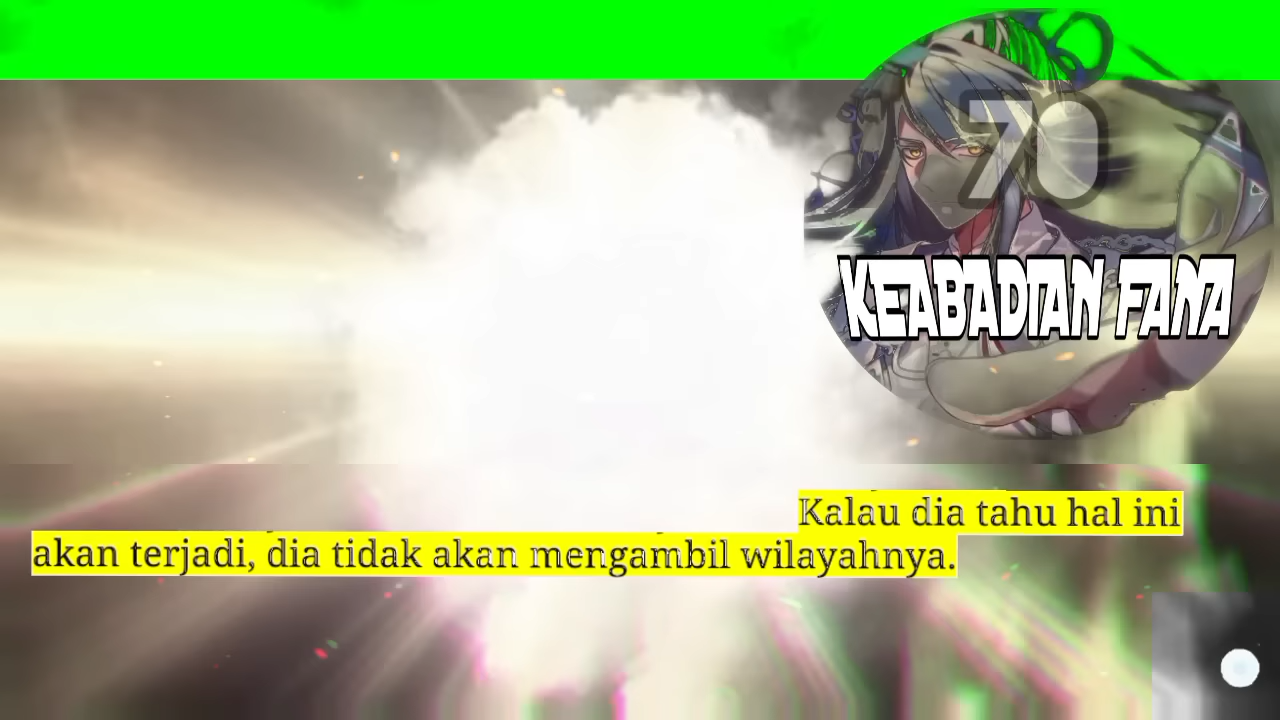 70
KEABADIAN FANA
Kalau dia tahu hal ini
akan terjadi, dia tidak akan mengambil wilayahnya.